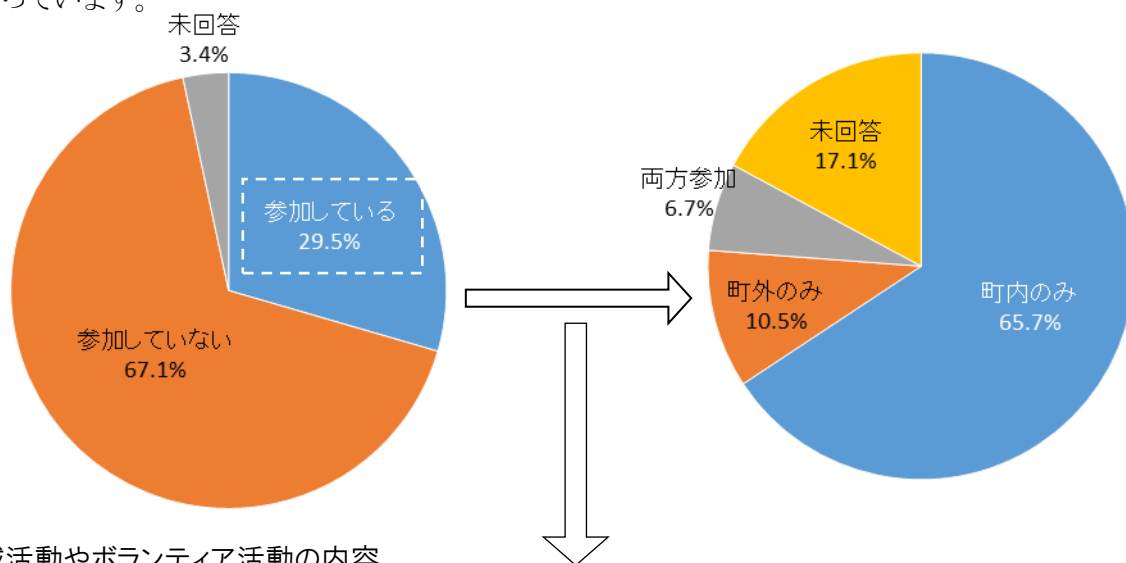 っています。
未回答
3.4%
参加している
29.5%
参加していない
67.1%
未回答
17.1%
両方参加
6.7%
町外のみ
10.5%
町内のみ
65.7%
活動やボランティア活動の内容